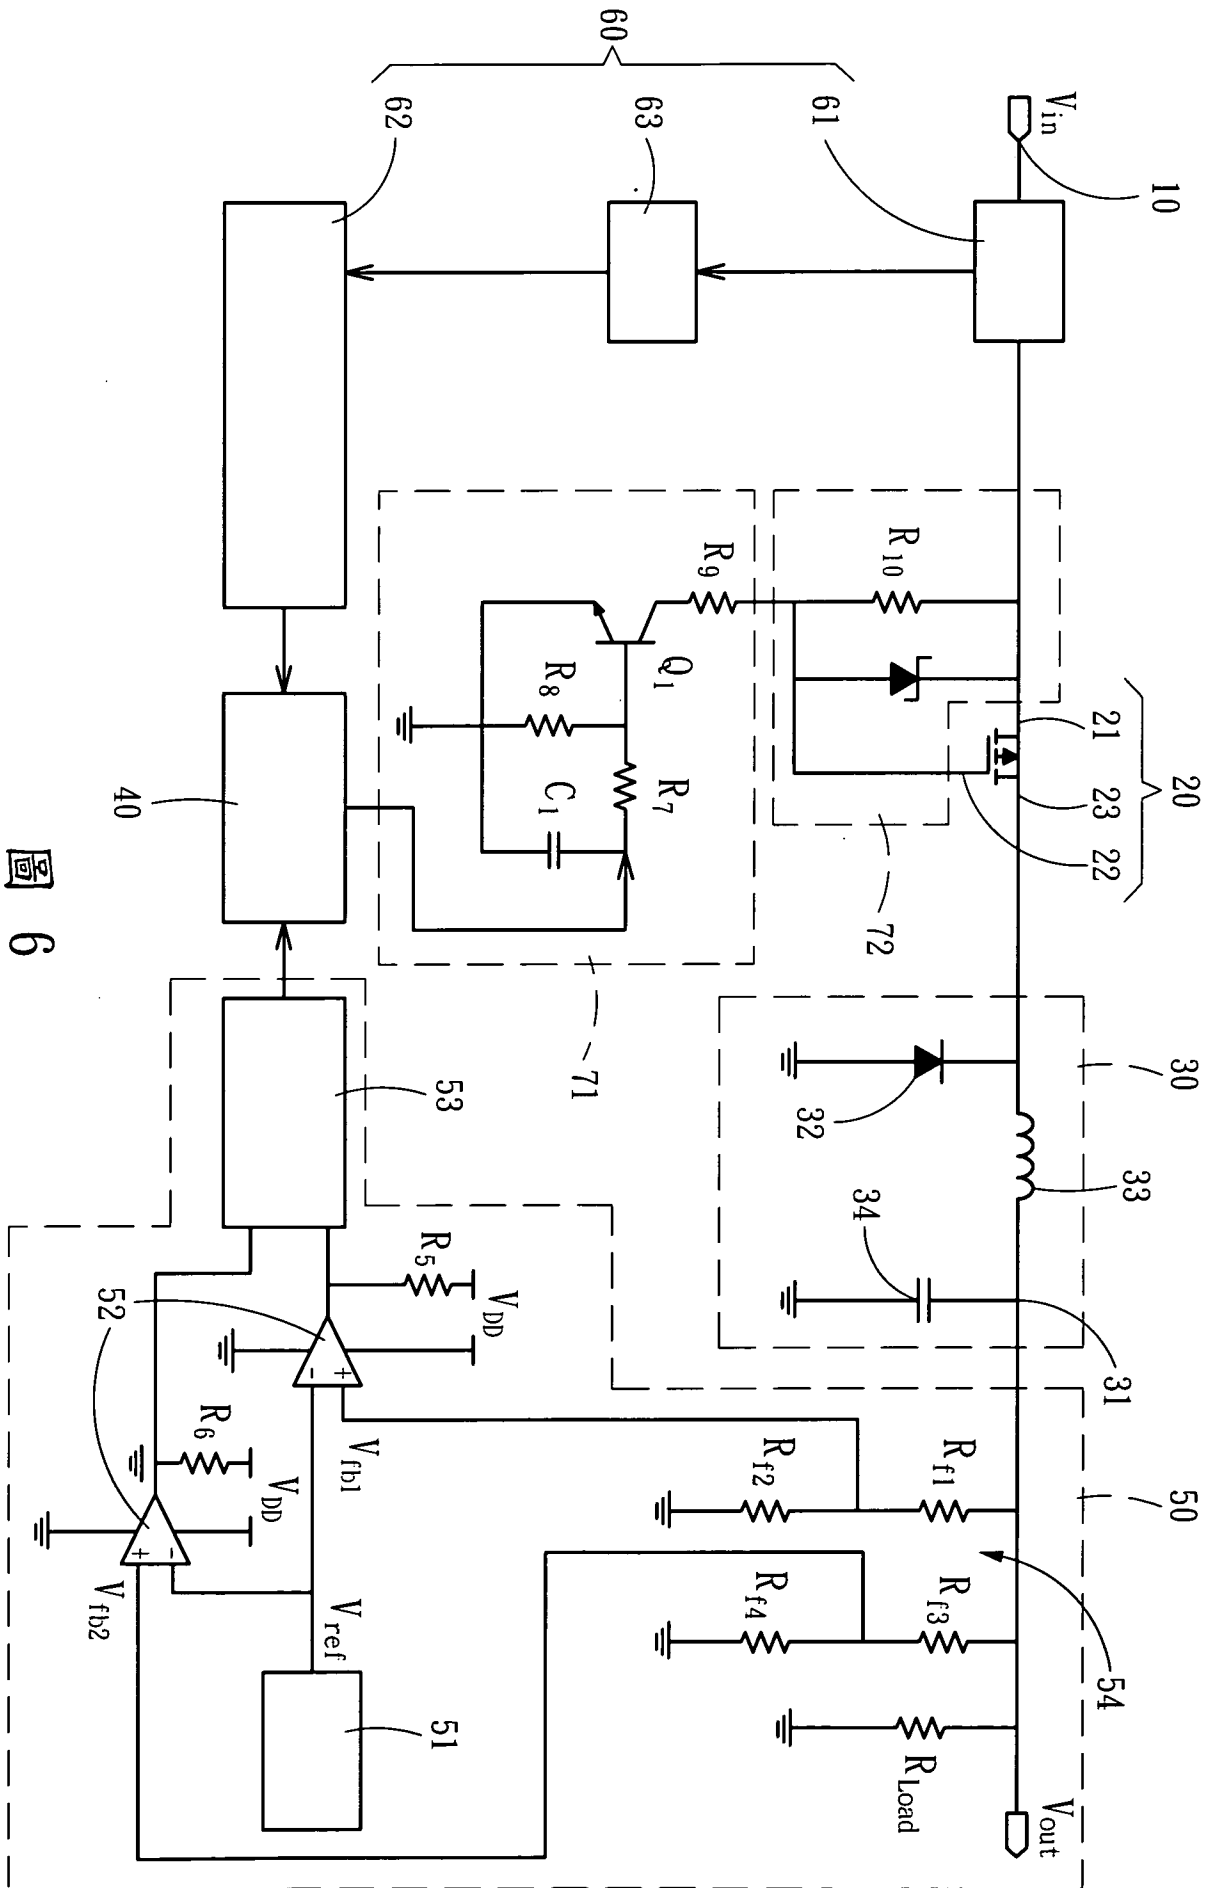 20
30
50
10
33
21
23
22
31
54
Vin
Vout
Rf1
Rf3
R10
72
34
RLoad
61
32
Rf2
Rf4
R9
Q1
R7
63
60
71
R8
C1
VDD
53
51
R5
Vfb1
62
Vref
VDD
R6
40
52
Vfb2
圖 6